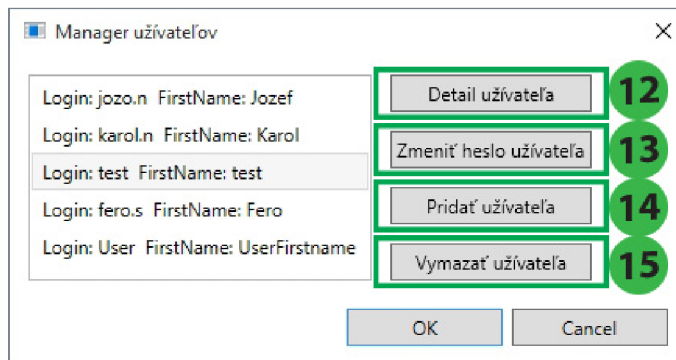 Manager užívateľov
Login: jozo.n FirstName: Jozef
Login: karol.n FirstName: Karol
Login: test FirstName: test
Login: fero.s FirstName: Fero
Login: User FirstName: UserFirstname
Detail užívateľa
12
Zmeniť heslo užívateľa
13
Pridať užívateľa
14
Vymazať užívateľa
15
OK
Cancel